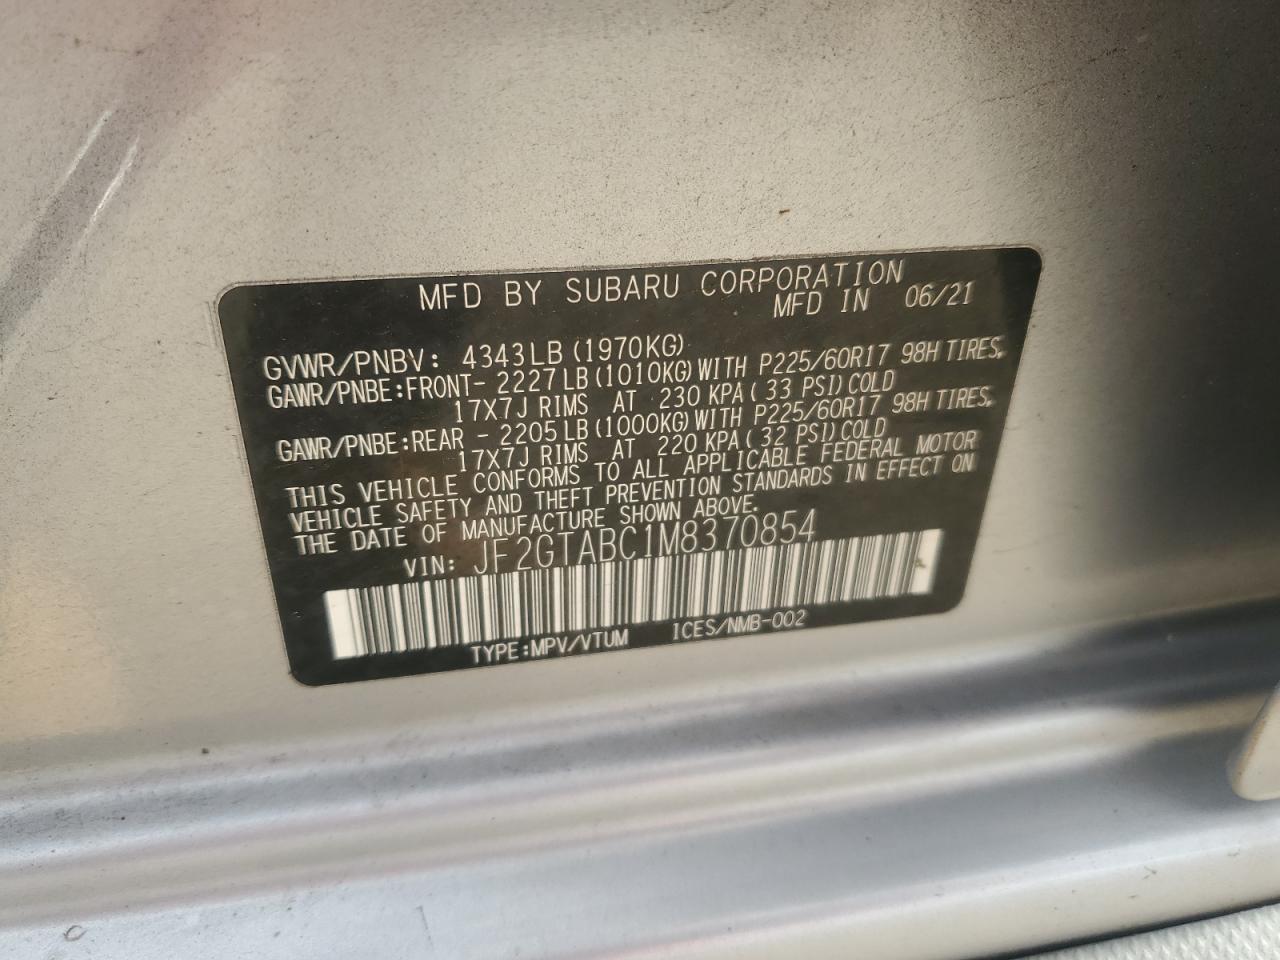 MFD BY SUBARU CORPORATION
MFD IN 06/21
GVWR/PNBV: 4343LB (1970KG)
GAWR/PNBE:FRONT- 2227LB (1010KG) WITH P225/60R17 98H TIRES,
17X7J RIMS AT 230 KPA ( 33 PSI) COLD
GAWR/PNBE:REAR - 2205LB (1000KG) WITH P225/60R17 98H TIRES,
17X7J RIMS AT 220 KPA ( 32 PSI) COLD
THIS VEHICLE CONFORMS TO ALL APPLICABLE FEDERAL MOTOR
VEHICLE SAFETY AND THEFT PREVENTION STANDARDS IN EFFECT ON
THE DATE OF MANUFACTURE SHOWN ABOVE.
VIN: JF2GTABC1M8370854
TYPE:MPV/VTUM ICES/NMB-002